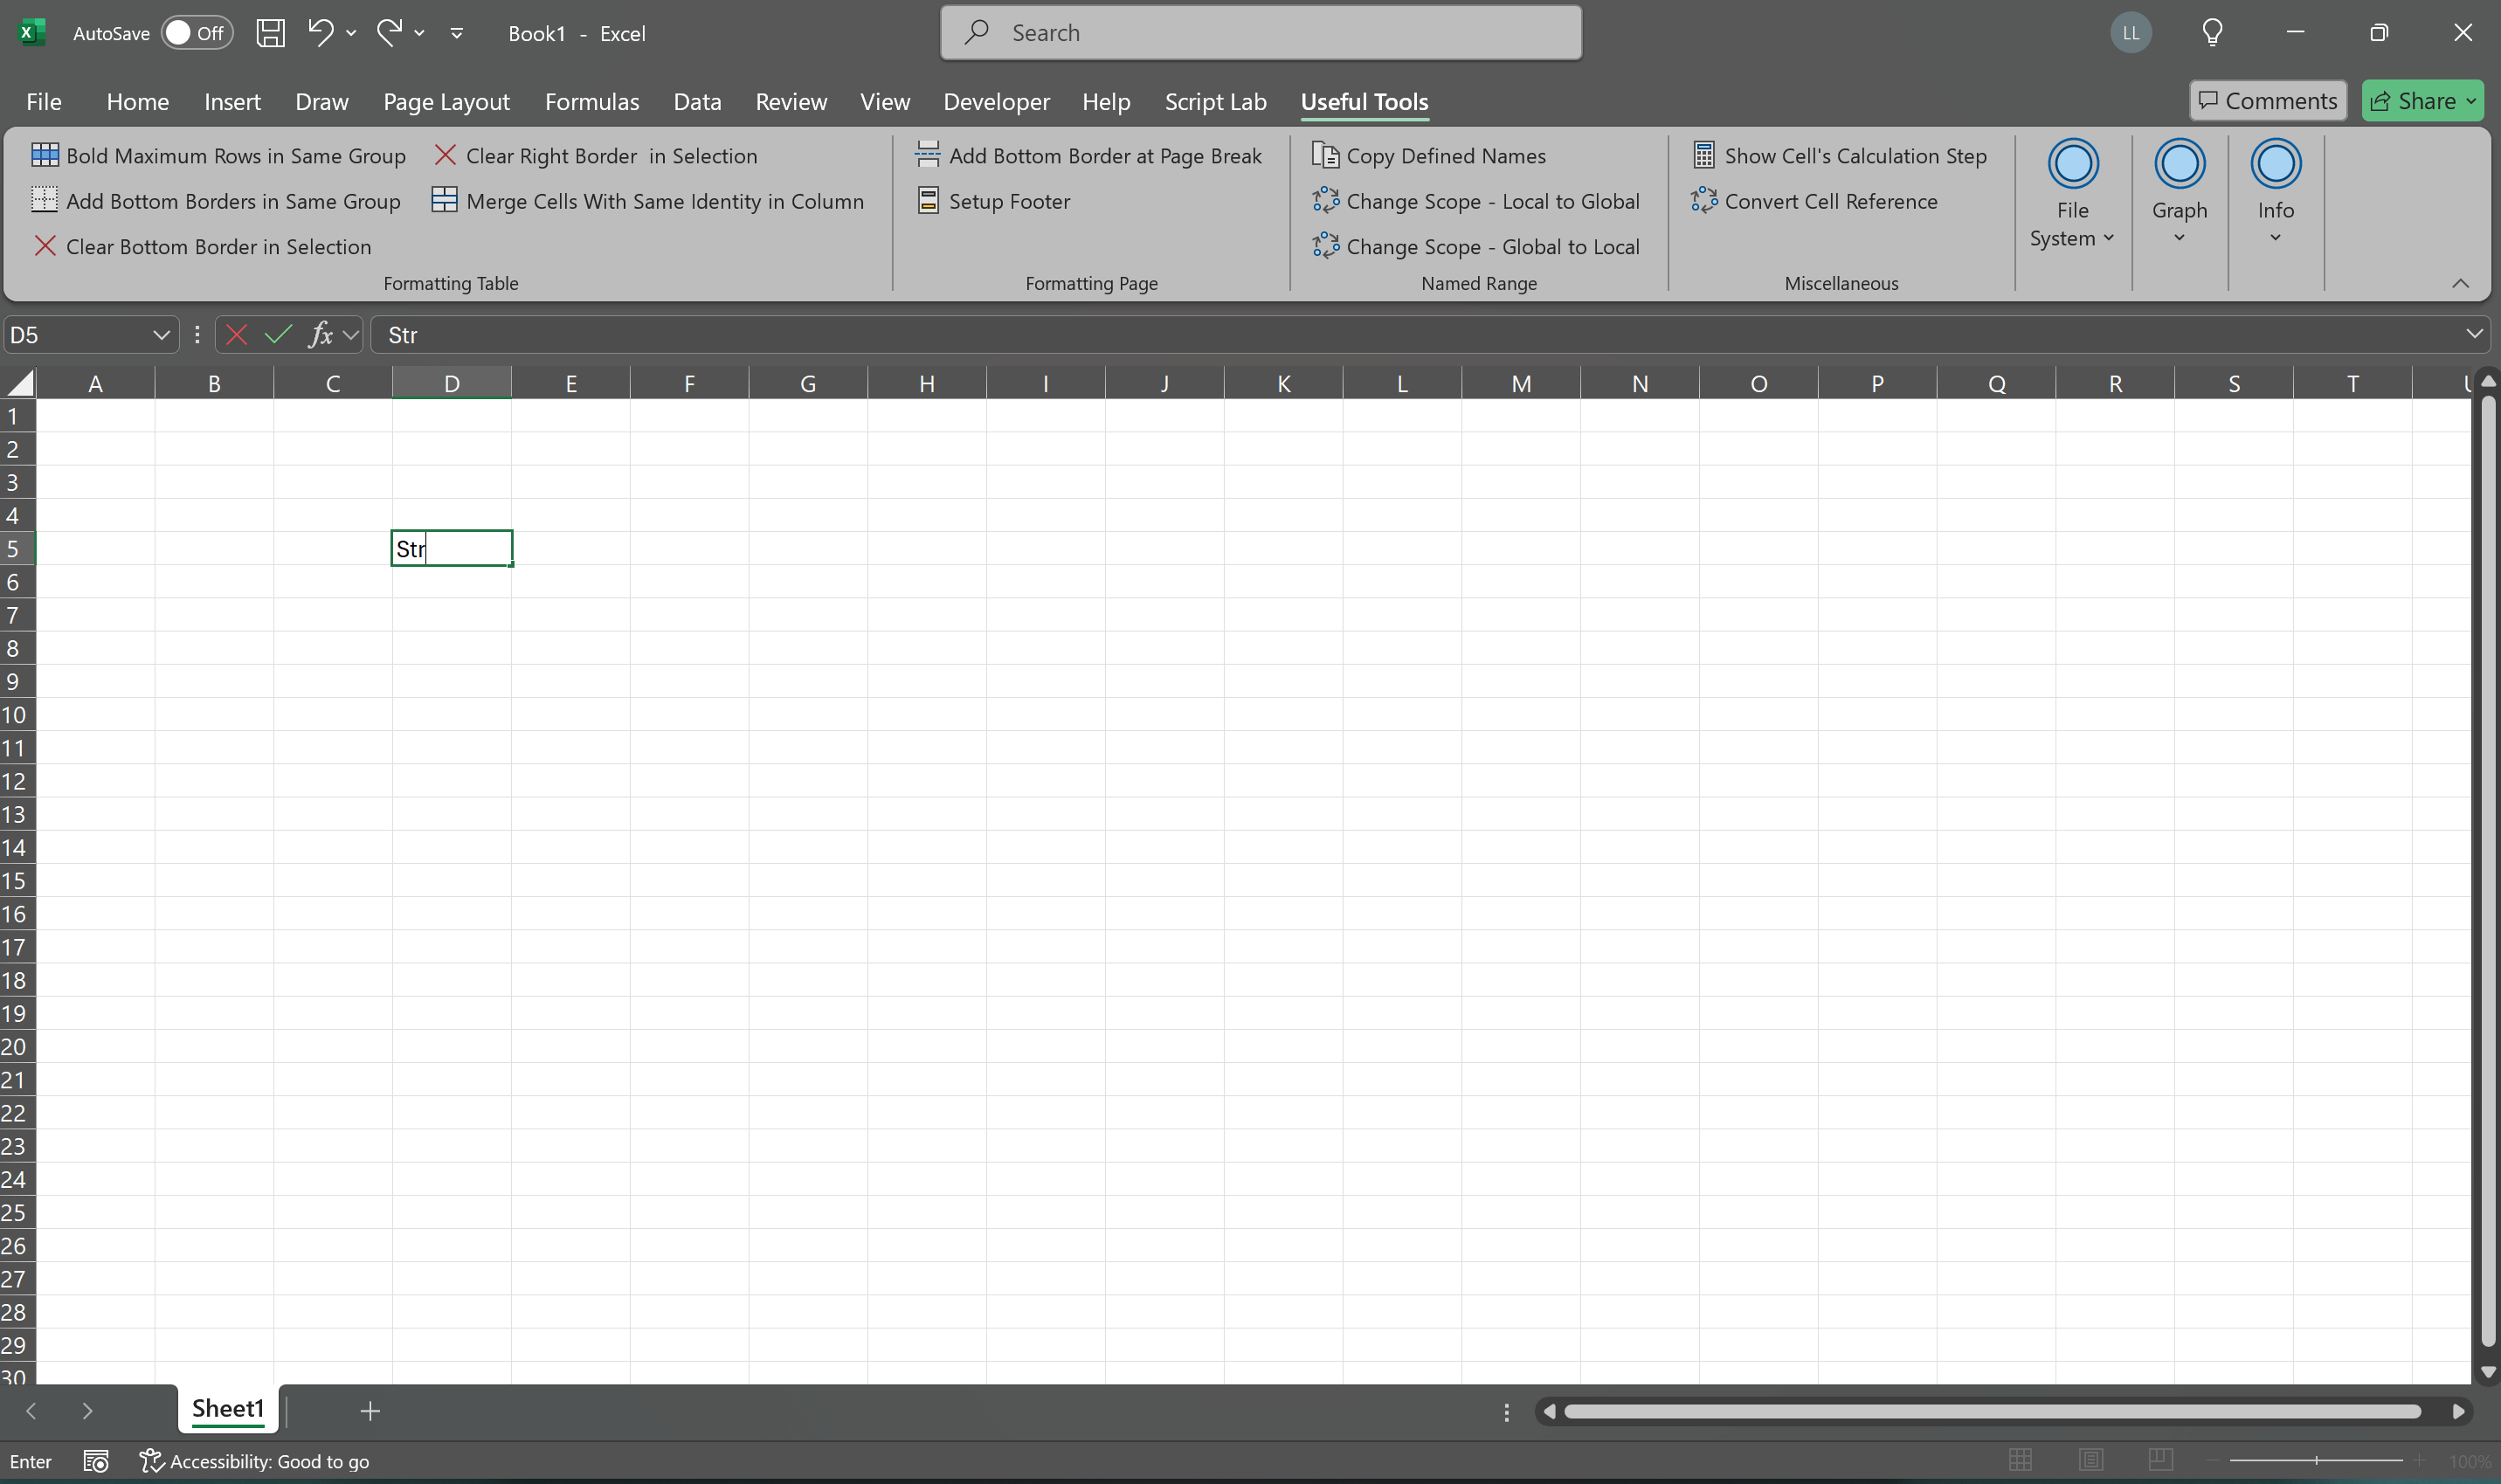 AutoSave Off Book1 - Excel Search LL
File Home Insert Draw Page Layout Formulas Data Review View Developer Help Script Lab Useful Tools Comments Share
Bold Maximum Rows in Same Group Clear Right Border in Selection Add Bottom Border at Page Break Copy Defined Names Show Cell's Calculation Step
Add Bottom Borders in Same Group Merge Cells With Same Identity in Column Setup Footer Change Scope - Local to Global Convert Cell Reference
File System Graph Info
Clear Bottom Border in Selection Change Scope - Global to Local
Formatting Table Formatting Page Named Range Miscellaneous
D5 fx Str
A B C D E F G H I J K L M N O P Q R S T U
1
2
3
4
5 Str
6
7
8
9
10
11
12
13
14
15
16
17
18
19
20
21
22
23
24
25
26
27
28
29
30
Sheet1
Enter Accessibility: Good to go 100%